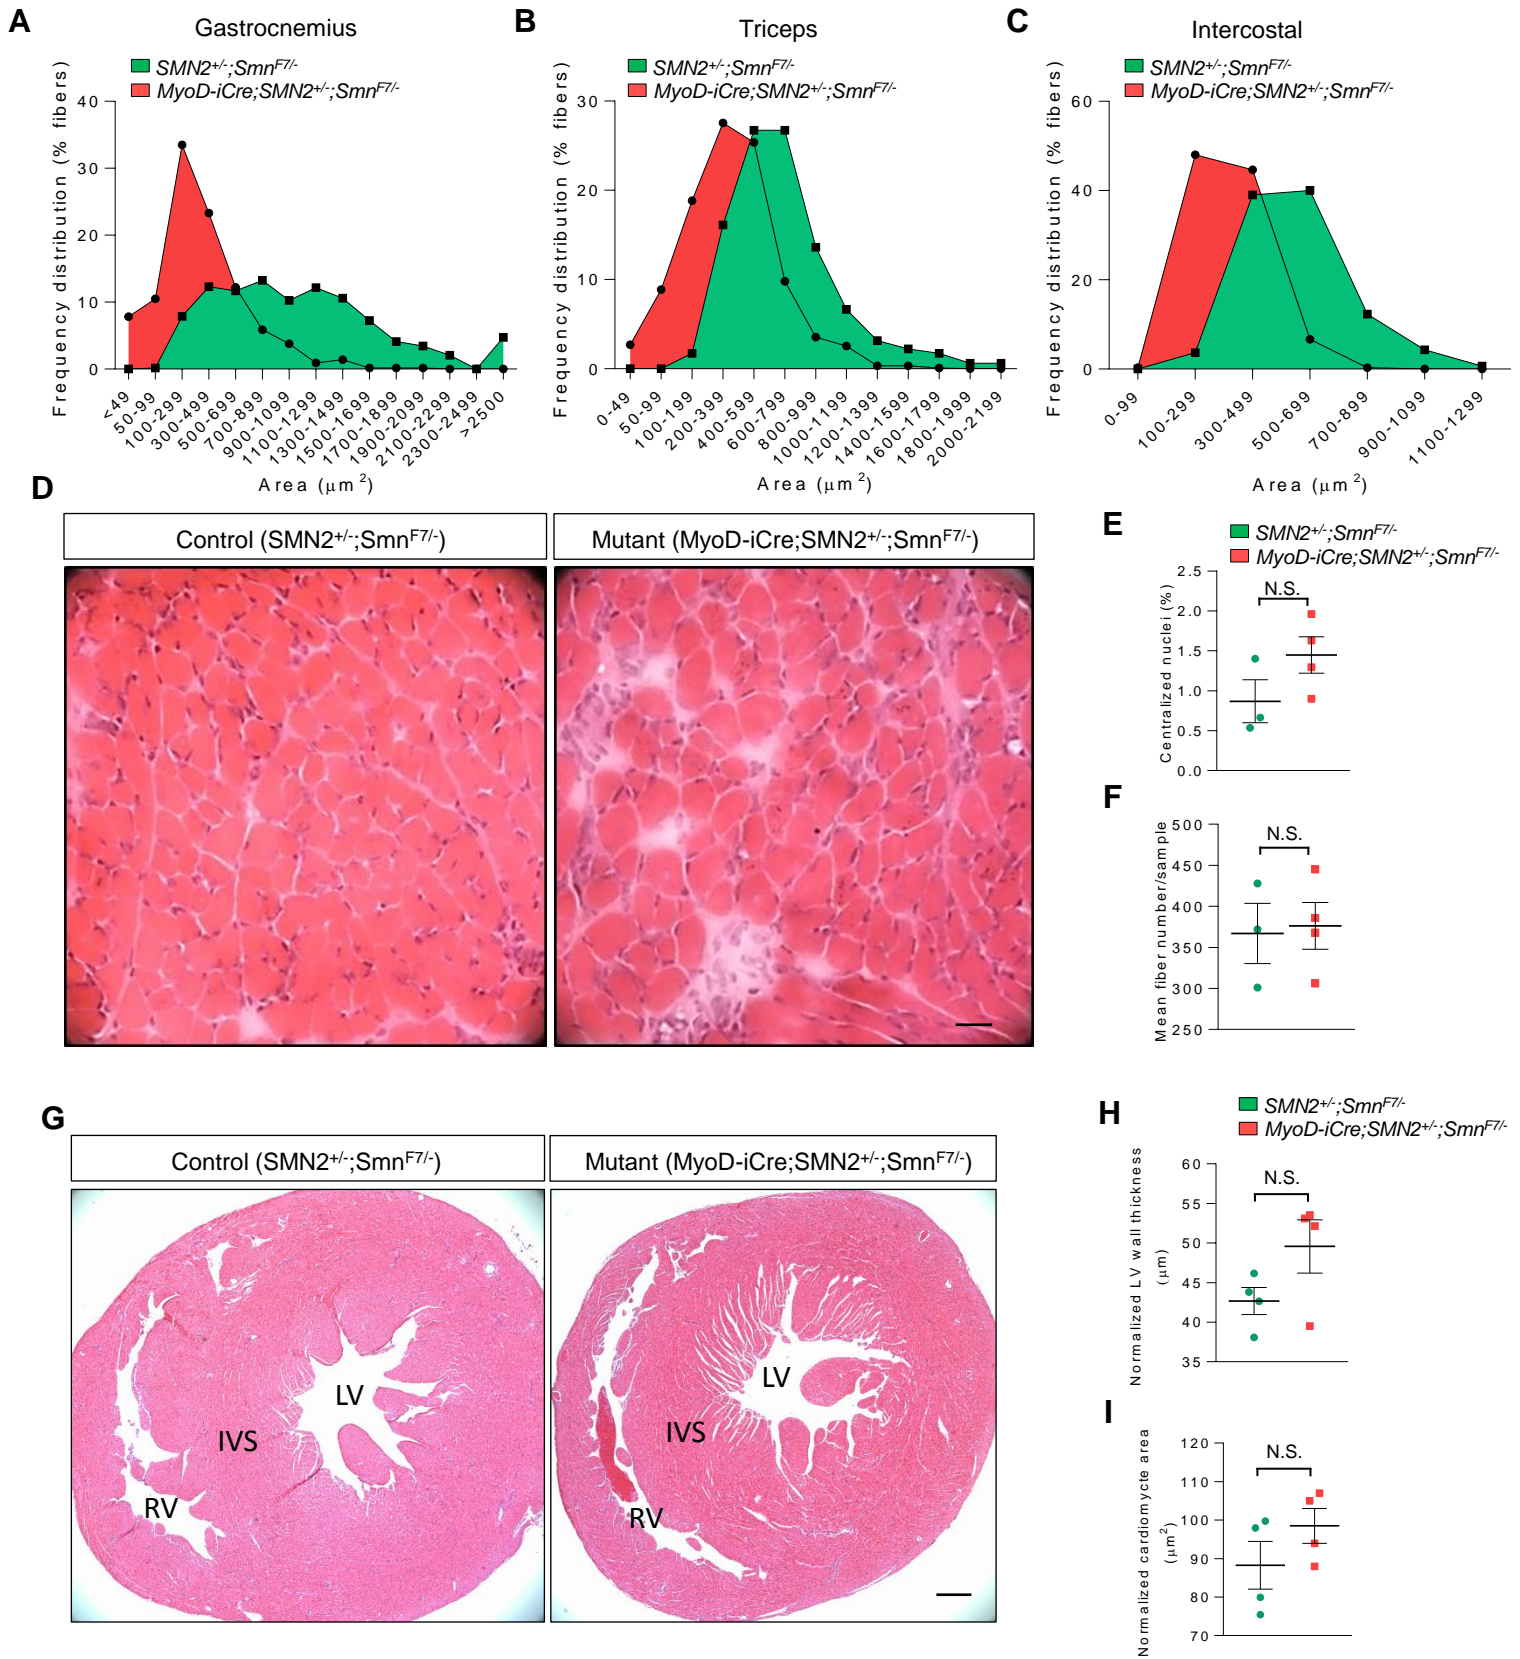 A
Gastrocnemius
SMN2+/-;SmnF7/-
MyoD-iCre;SMN2+/-;SmnF7/-
Frequency distribution (% fibers)
40
30
20
10
0
<49
50-99
100-299
300-499
500-699
700-899
900-1099
1100-1299
1300-1499
1500-1699
1700-1899
1900-2099
2100-2299
2300-2499
>2500
Area (μm2)
B
Triceps
SMN2+/-;SmnF7/-
MyoD-iCre;SMN2+/-;SmnF7/-
Frequency distribution (% fibers)
30
20
10
0
0-49
50-99
100-199
200-399
400-599
600-799
800-999
1000-1199
1200-1399
1400-1599
1600-1799
1800-1999
2000-2199
Area (μm2)
C
Intercostal
SMN2+/-;SmnF7/-
MyoD-iCre;SMN2+/-;SmnF7/-
Frequency distribution (% fibers)
60
40
20
0
0-99
100-299
300-499
500-699
700-899
900-1099
1100-1299
Area (μm2)
D
Control (SMN2+/-;SmnF7/-)
Mutant (MyoD-iCre;SMN2+/-;SmnF7/-)
E
SMN2+/-;SmnF7/-
MyoD-iCre;SMN2+/-;SmnF7/-
Centralized nuclei (%)
2.5
2.0
1.5
1.0
0.5
0.0
N.S.
F
Mean fiber number/sample
500
450
400
350
300
250
N.S.
G
Control (SMN2+/-;SmnF7/-)
Mutant (MyoD-iCre;SMN2+/-;SmnF7/-)
LV
IVS
RV
LV
IVS
RV
H
SMN2+/-;SmnF7/-
MyoD-iCre;SMN2+/-;SmnF7/-
Normalized LV wall thickness
(μm)
60
55
50
45
40
35
N.S.
I
Normalized cardiomycte area
(μm2)
120
110
100
90
80
70
N.S.